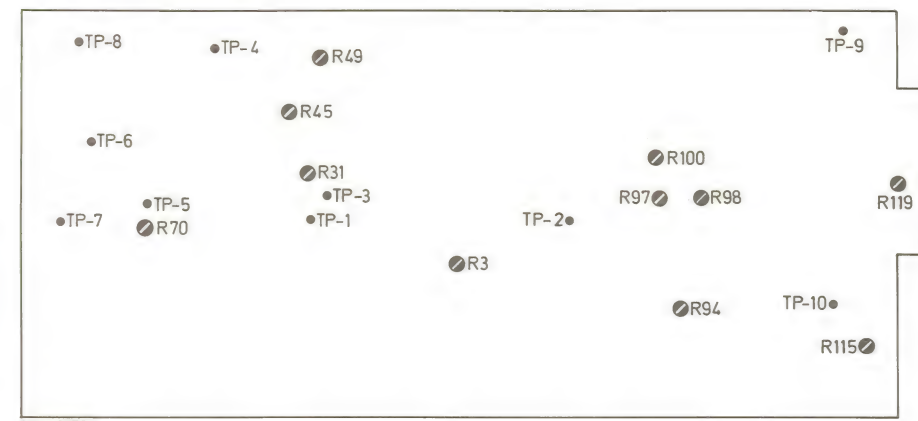 TP-8
TP-4
R49
TP-9
R45
TP-6
R100
R31
TP-3
R97
R98
R119
TP-5
TP-7
R70
TP-1
TP-2
R3
TP-10
R94
R115